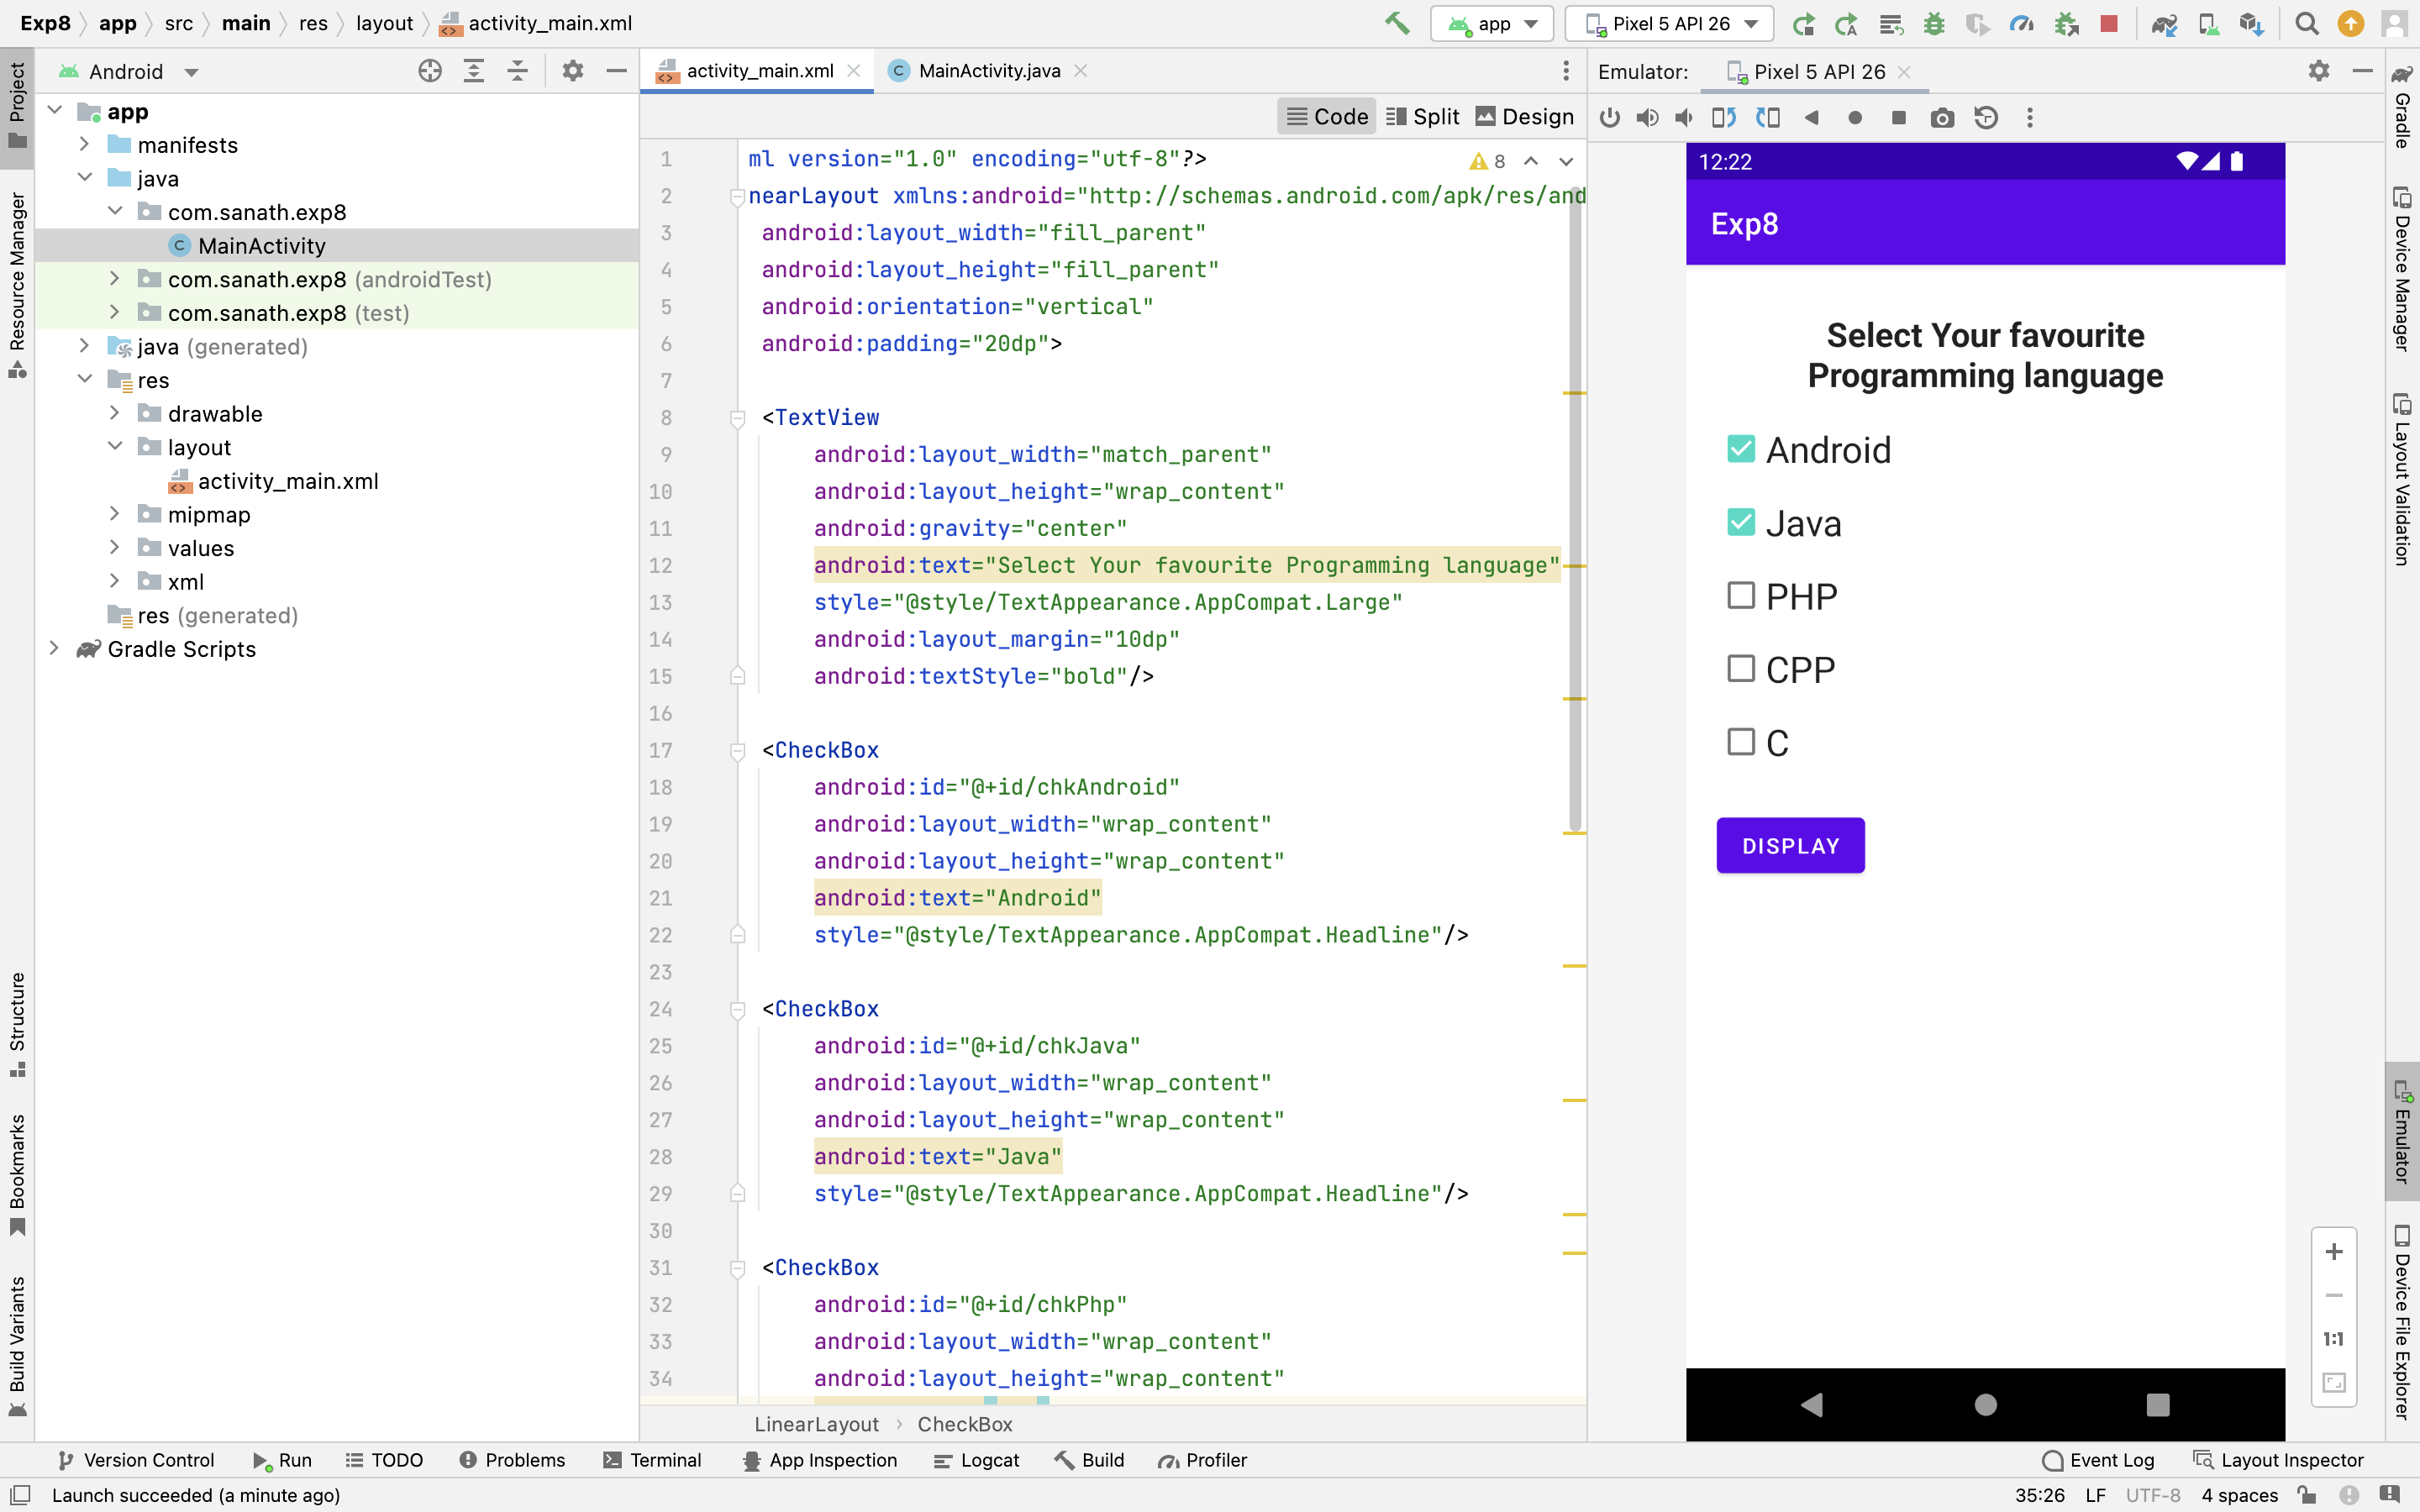 Exp8 app src main res layout activity_main.xml
app Pixel 5 API 26
Android
activity_main.xml MainActivity.java
Emulator: Pixel 5 API 26
Code Split Design
Project
Resource Manager
Structure
Bookmarks
Build Variants
app
manifests
java
com.sanath.exp8
MainActivity
com.sanath.exp8 (androidTest)
com.sanath.exp8 (test)
java (generated)
res
drawable
layout
activity_main.xml
mipmap
values
xml
res (generated)
Gradle Scripts
8
1 ml version="1.0" encoding="utf-8"?>
2 nearLayout xmlns:android="http://schemas.android.com/apk/res/and
3 android:layout_width="fill_parent"
4 android:layout_height="fill_parent"
5 android:orientation="vertical"
6 android:padding="20dp">
7
8 <TextView
9 android:layout_width="match_parent"
10 android:layout_height="wrap_content"
11 android:gravity="center"
12 android:text="Select Your favourite Programming language"
13 style="@style/TextAppearance.AppCompat.Large"
14 android:layout_margin="10dp"
15 android:textStyle="bold"/>
16
17 <CheckBox
18 android:id="@+id/chkAndroid"
19 android:layout_width="wrap_content"
20 android:layout_height="wrap_content"
21 android:text="Android"
22 style="@style/TextAppearance.AppCompat.Headline"/>
23
24 <CheckBox
25 android:id="@+id/chkJava"
26 android:layout_width="wrap_content"
27 android:layout_height="wrap_content"
28 android:text="Java"
29 style="@style/TextAppearance.AppCompat.Headline"/>
30
31 <CheckBox
32 android:id="@+id/chkPhp"
33 android:layout_width="wrap_content"
34 android:layout_height="wrap_content"
LinearLayout CheckBox
12:22
Exp8
Select Your favourite
Programming language
Android
Java
PHP
CPP
C
DISPLAY
1:1
Gradle
Device Manager
Layout Validation
Emulator
Device File Explorer
Version Control Run TODO Problems Terminal App Inspection Logcat Build Profiler Event Log Layout Inspector
Launch succeeded (a minute ago) 35:26 LF UTF-8 4 spaces